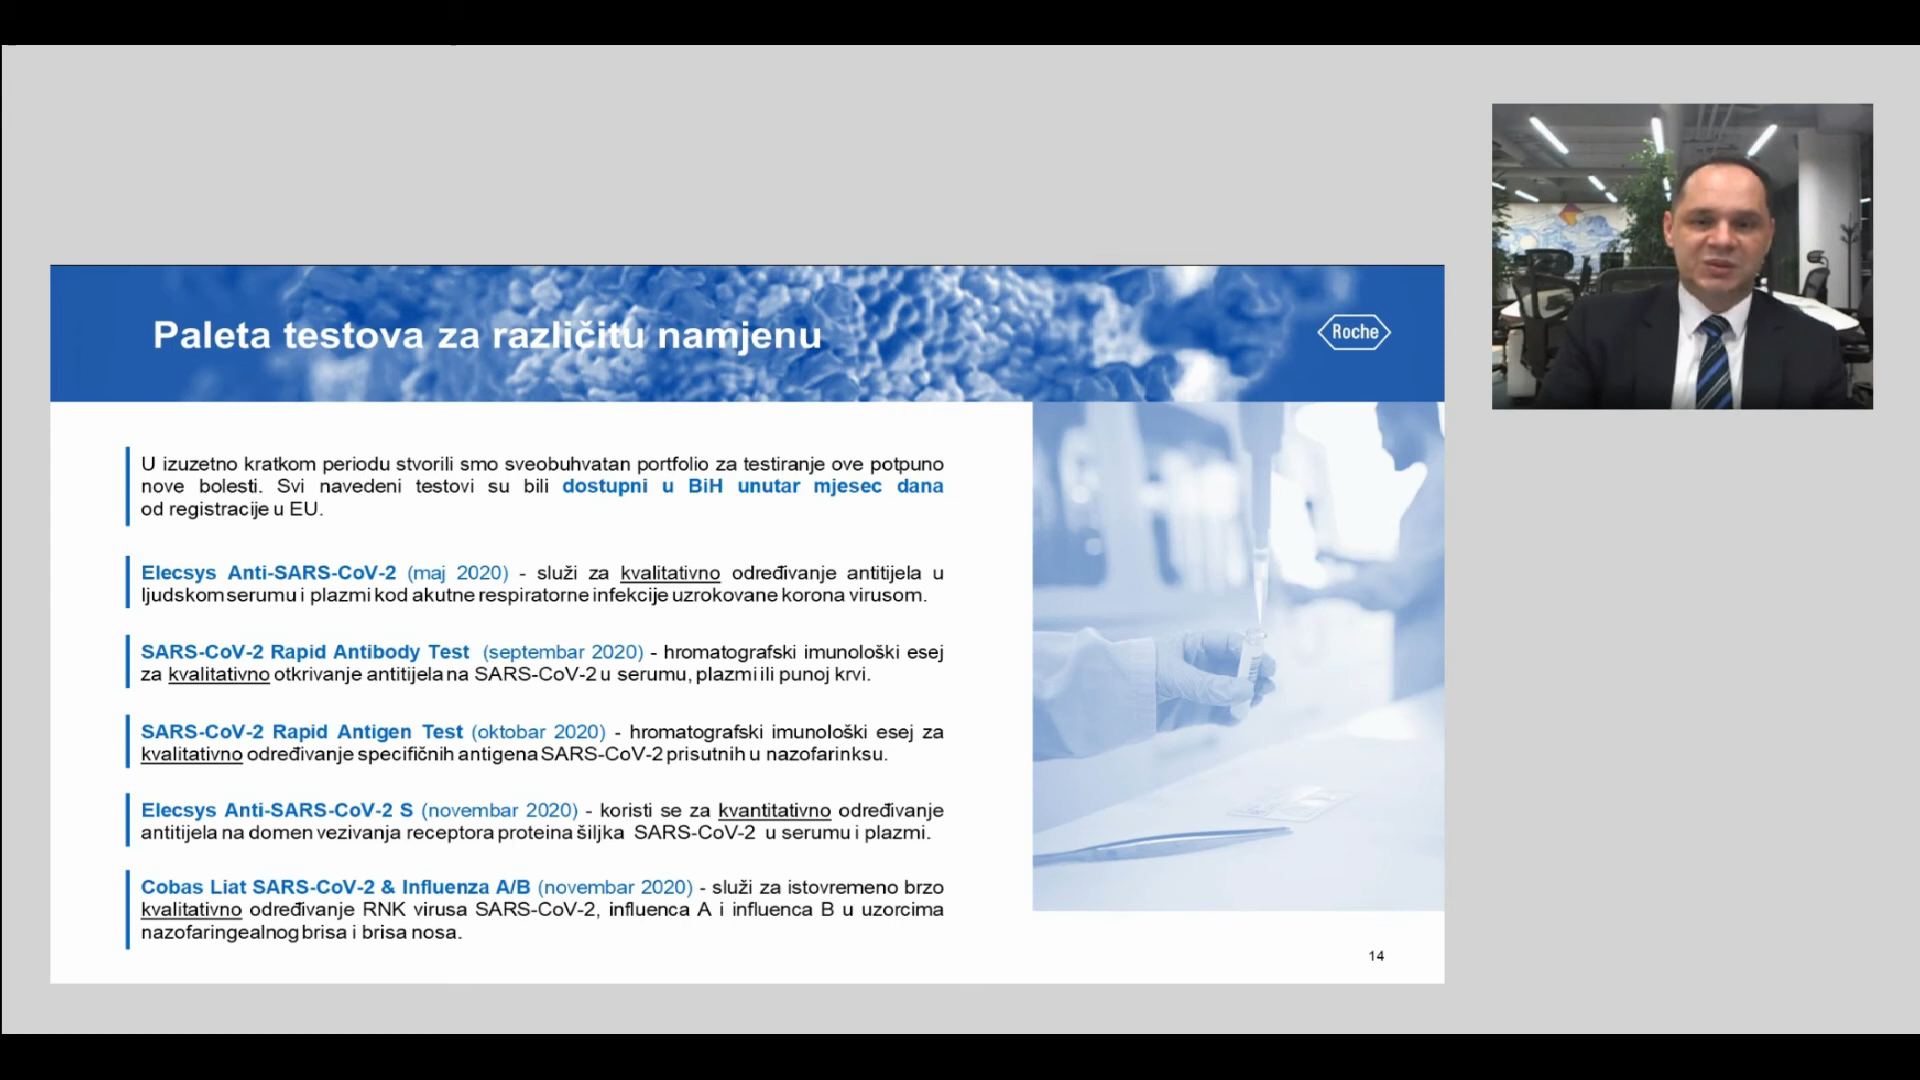 Paleta testova za različitu namjenu
Roche
U izuzetno kratkom periodu stvorili smo sveobuhvatan portfolio za testiranje ove potpuno
nove bolesti. Svi navedeni testovi su bili dostupni u BiH unutar mjesec dana
od registracije u EU.
Elecsys Anti-SARS-CoV-2 (maj 2020) - služi za kvalitativno određivanje antitijela u
ljudskom serumu i plazmi kod akutne respiratorne infekcije uzrokovane korona virusom.
SARS-CoV-2 Rapid Antibody Test (septembar 2020) - hromatografski imunološki esej
za kvalitativno otkrivanje antitijela na SARS-CoV-2 u serumu, plazmi ili punoj krvi.
SARS-CoV-2 Rapid Antigen Test (oktobar 2020) - hromatografski imunološki esej za
kvalitativno određivanje specifičnih antigena SARS-CoV-2 prisutnih u nazofarinksu.
Elecsys Anti-SARS-CoV-2 S (novembar 2020) - koristi se za kvantitativno određivanje
antitijela na domen vezivanja receptora proteina šiljka SARS-CoV-2 u serumu i plazmi.
Cobas Liat SARS-CoV-2 & Influenza A/B (novembar 2020) - služi za istovremeno brzo
kvalitativno određivanje RNK virusa SARS-CoV-2, influenca A i influenca B u uzorcima
nazofaringealnog brisa i brisa nosa.
14